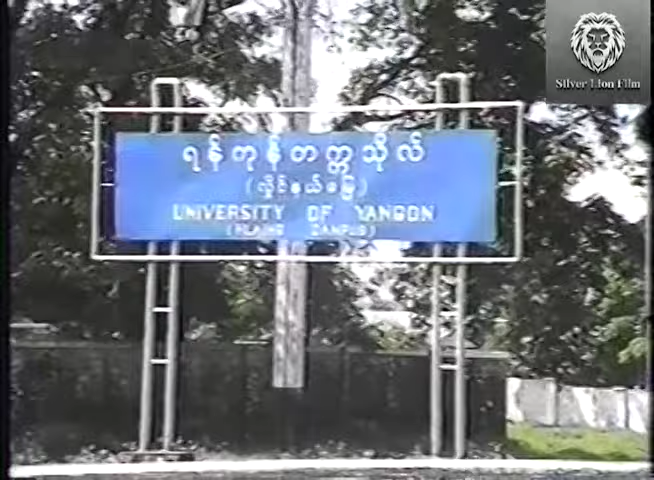 ရန်ကုန်တက္ကသိုလ်
(လှိုင်နယ်မြေ)
UNIVERSITY OF YANGON
(HLAING CAMPUS)
Silver Lion Film